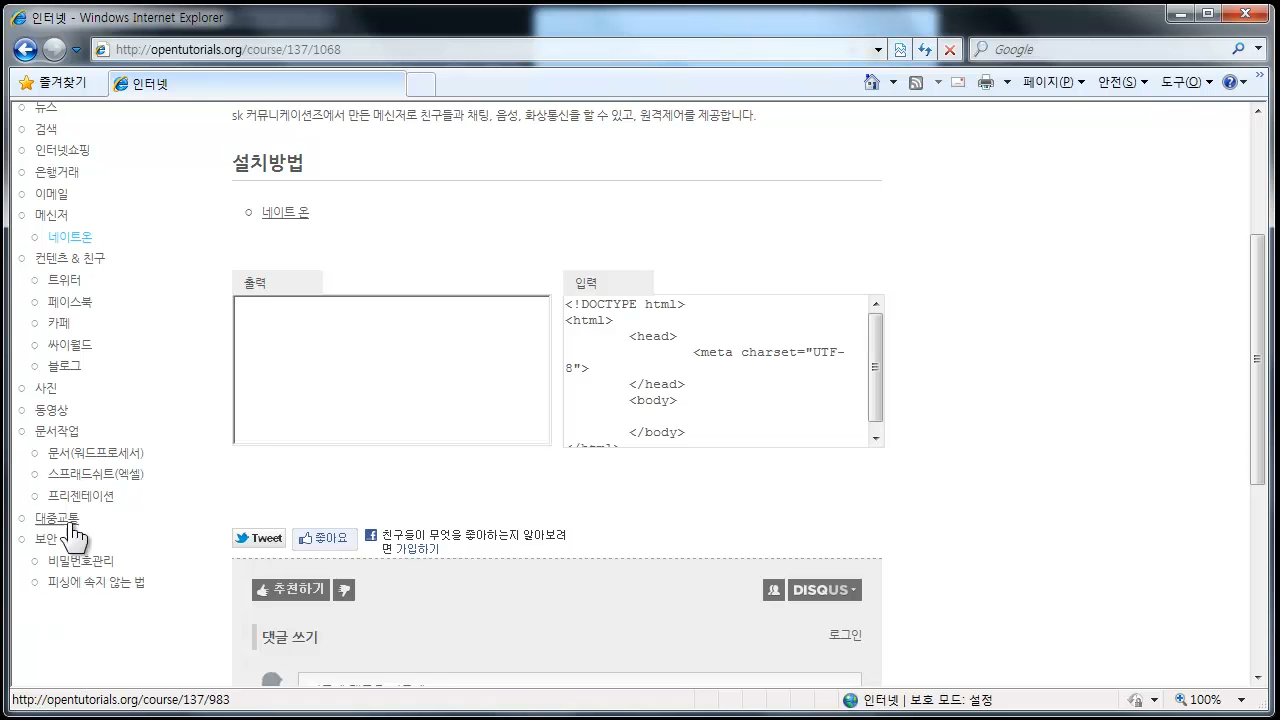 인터넷 - Windows Internet Explorer
http://opentutorials.org/course/137/1068
Google
즐겨찾기
인터넷
페이지(P)
안전(S)
도구(O)
뉴스
검색
인터넷쇼핑
은행거래
이메일
메신저
네이트온
컨텐츠 & 친구
트위터
페이스북
카페
싸이월드
블로그
사진
동영상
문서작업
문서(워드프로세서)
스프래드쉬트(엑셀)
프리젠테이션
대중교통
보안
비밀번호관리
피싱에 속지 않는 법
sk 커뮤니케이션즈에서 만든 메신저로 친구들과 채팅, 음성, 화상통신을 할 수 있고, 원격제어를 제공합니다.
설치방법
네이트 온
출력
입력
<!DOCTYPE html>
<html>
<head>
<meta charset="UTF-
8">
</head>
<body>
</body>
</html>
Tweet
좋아요
친구들이 무엇을 좋아하는지 알아보려
면 가입하기
추천하기
DISQUS
댓글 쓰기
로그인
http://opentutorials.org/course/137/983
인터넷 | 보호 모드: 설정
100%